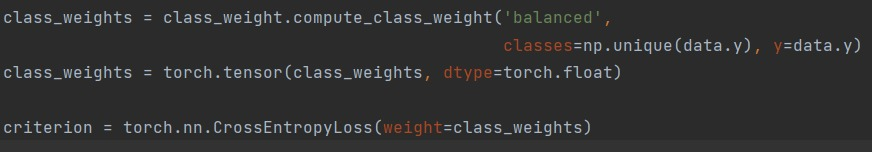 class_weights = class_weight.compute_class_weight('balanced',
classes=np.unique(data.y), y=data.y)
class_weights = torch.tensor(class_weights, dtype=torch.float)
criterion = torch.nn.CrossEntropyLoss(weight=class_weights)